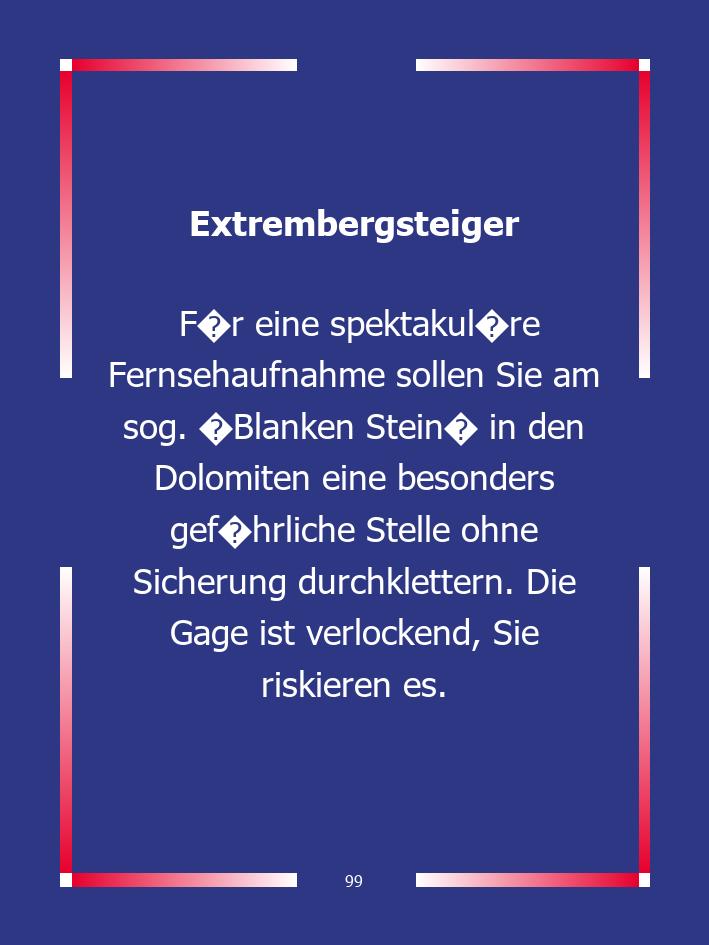 Extrembergsteiger
F�r eine spektakul�re
Fernsehaufnahme sollen Sie am
sog. �Blanken Stein� in den
Dolomiten eine besonders
gef�hrliche Stelle ohne
Sicherung durchklettern. Die
Gage ist verlockend, Sie
riskieren es.
99